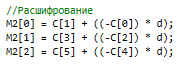 //Расшифрование
M2[0] = C[1] + ((-C[0]) * d);
M2[1] = C[3] + ((-C[2]) * d);
M2[2] = C[5] + ((-C[4]) * d);